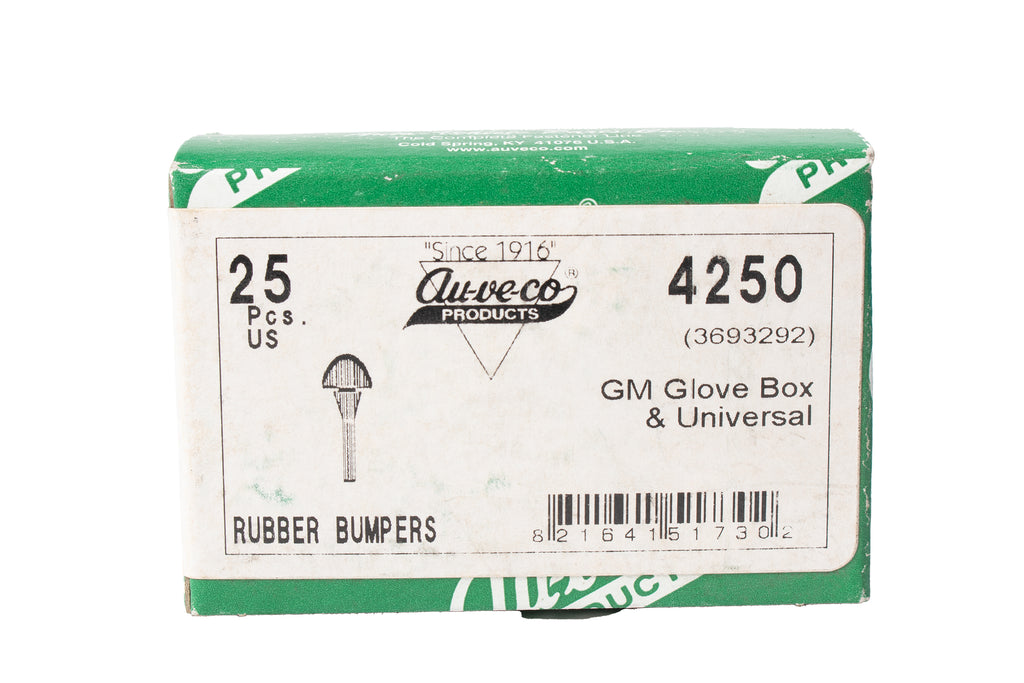 The Complete Fastener Line
Cold Spring, KY 41076 U.S.A.
www.auveco.com
25
Pcs.
US
"Since 1916"
Au-ve-co®
PRODUCTS
4250
(3693292)
GM Glove Box
& Universal
RUBBER BUMPERS
8 21641 51730 2